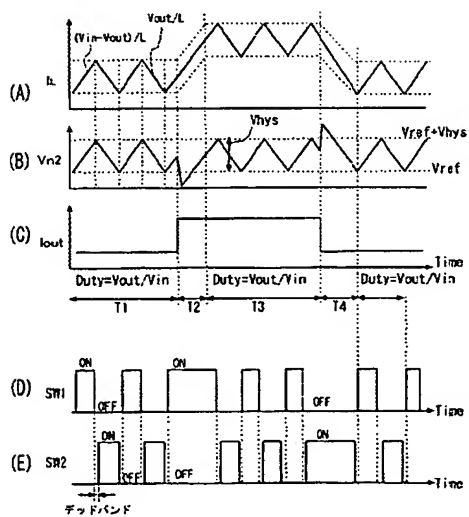 (Vin-Vout)/L
Vout/L
(A)
IL
Vhys
Vref+Vhys
(B)
Vn2
Vref
(C)
Iout
Time
Duty=Vout/Vin
Duty=Vout/Vin
Duty=Vout/Vin
T1
T2
T3
T4
ON
ON
(D)
SW1
OFF
OFF
Time
ON
ON
(E)
SW2
OFF
OFF
Time
デッドバンド